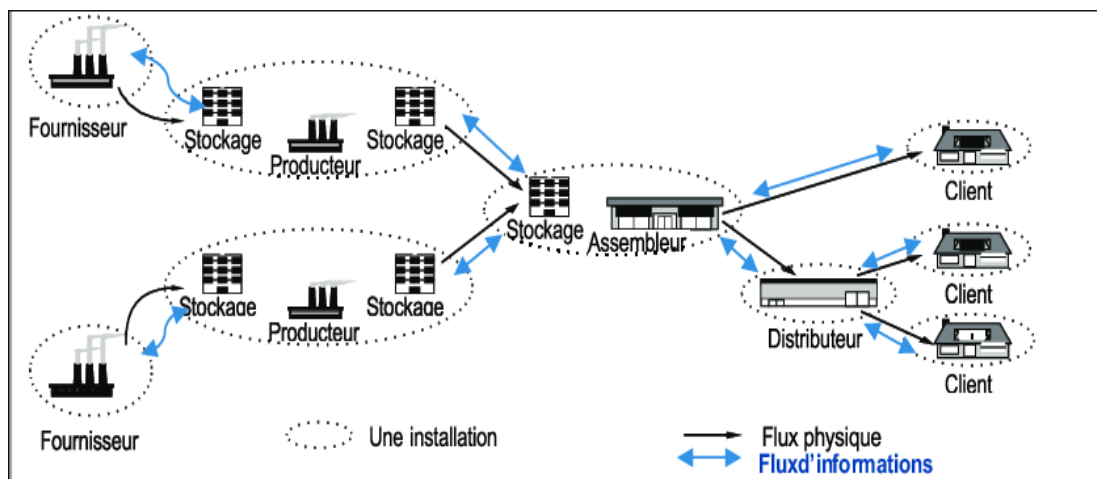 Fournisseur
Stockage
Producteur
Stockage
Stockage
Assembleur
Client
Client
Stockage
Producteur
Stockage
Distributeur
Client
Fournisseur
Une installation
Flux physique
Fluxd'informations